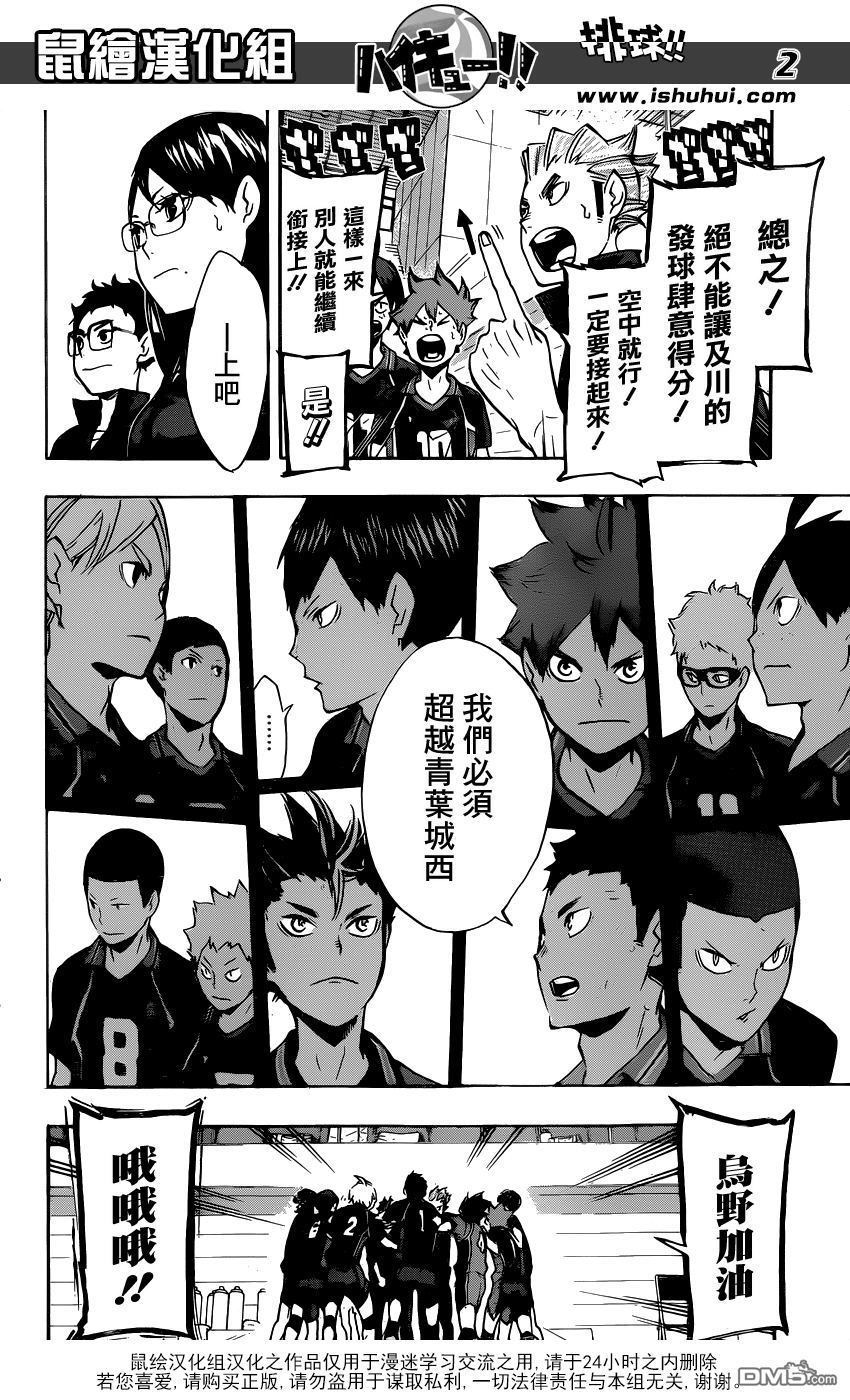 鼠繪漢化組
ハイキュー!!
排球!!
2
www.ishuhui.com
總之！
絕不能讓及川的
發球肆意得分！
空中就行！
一定要接起來！
這樣一來
別人就能繼續
銜接上!!
是!!
10
一上吧
我們必須
超越青葉城西
……
11
8
烏野加油
哦哦哦!!
2
1
鼠绘汉化组汉化之作品仅用于漫迷学习交流之用, 请于24小时之内删除
若您喜爱, 请购买正版, 请勿盗用于谋取私利, 一切法律责任与本组无关, 谢谢.
DM5.com